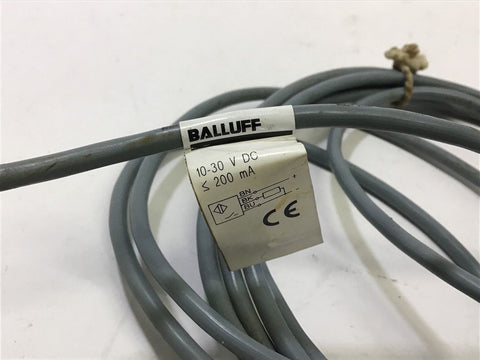 BALLUFF
10-30 V DC
≤ 200 mA
BN +
BK
BU -
CE